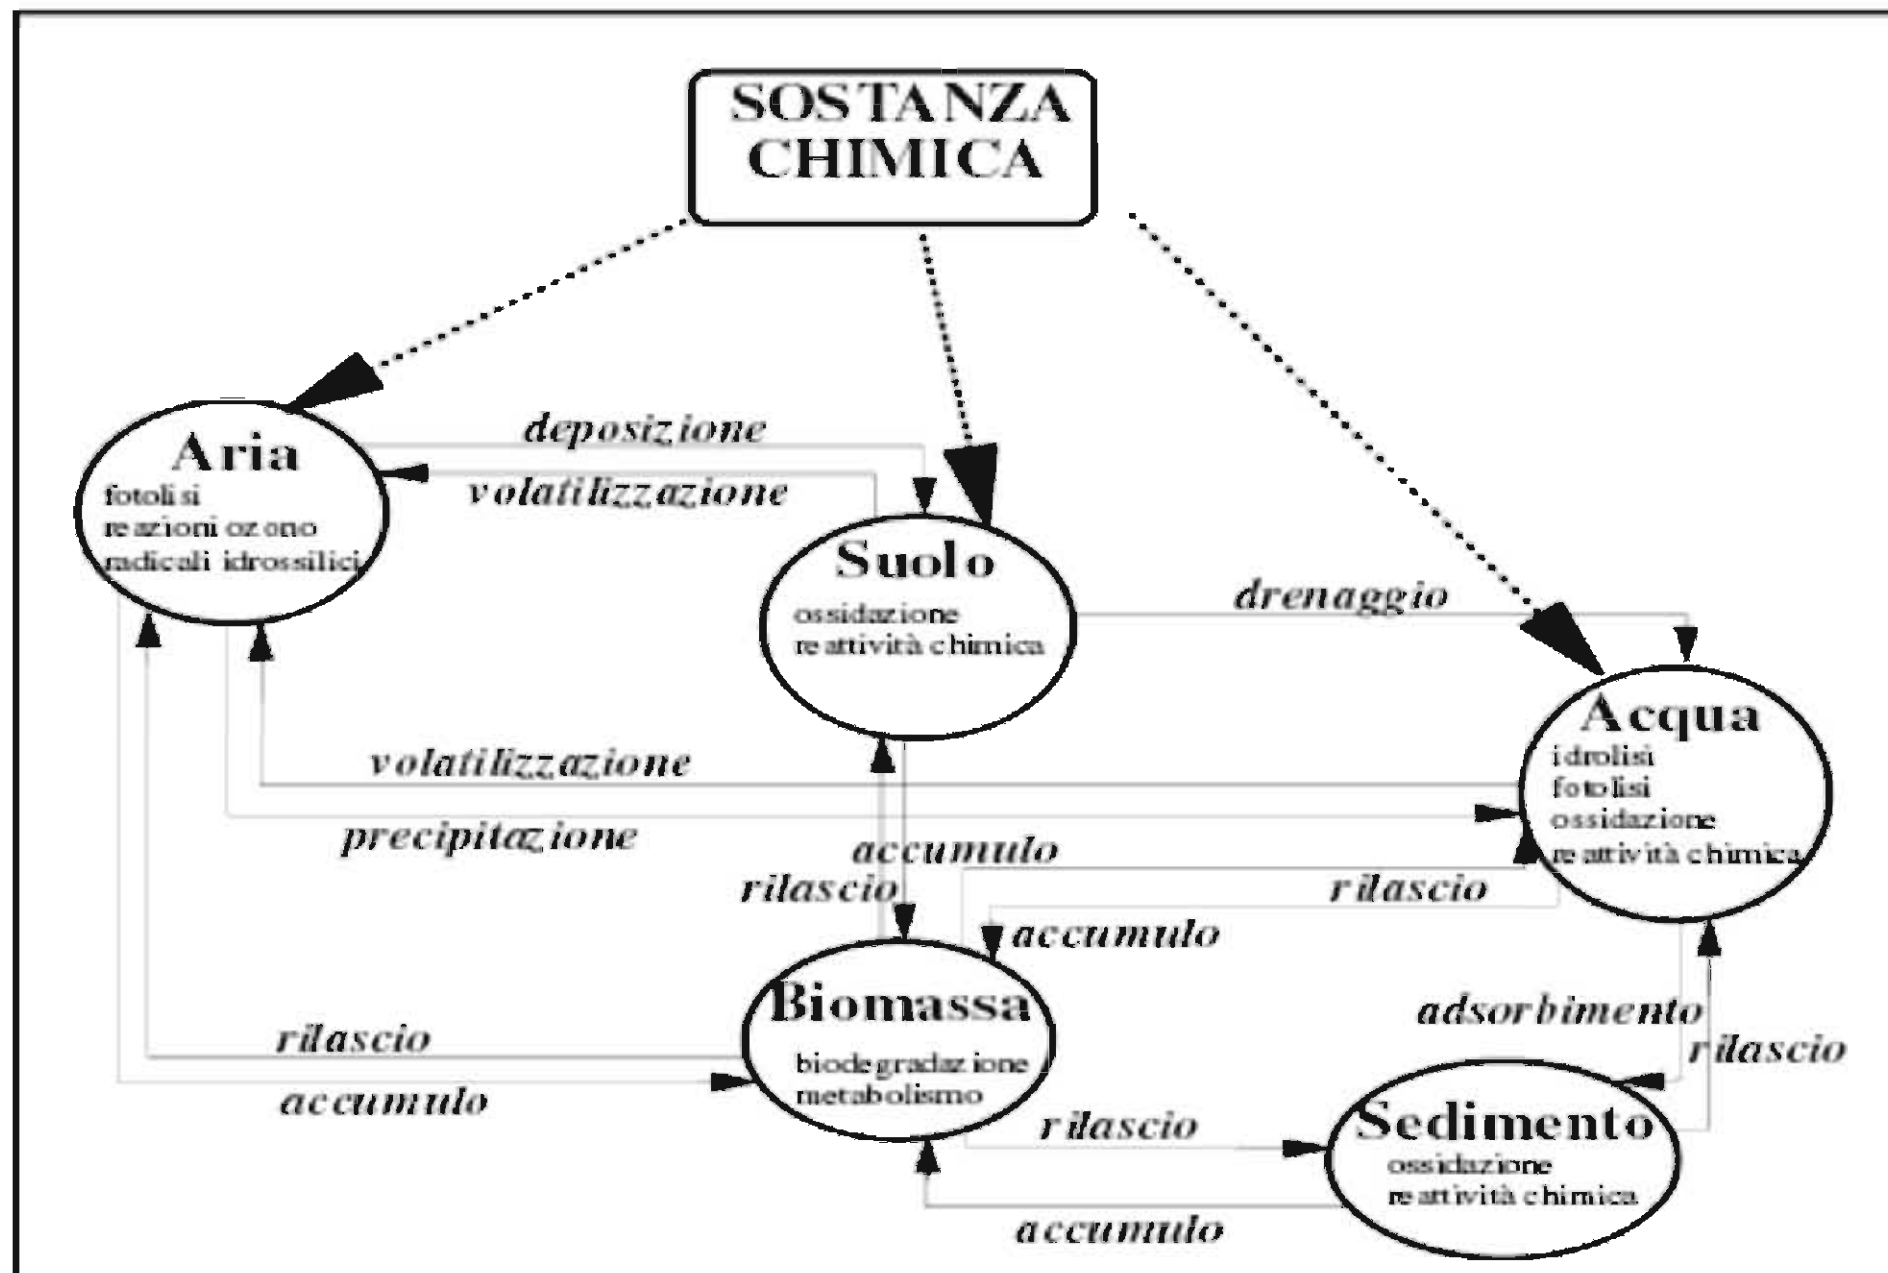 SOSTANZA
CHIMICA
deposizione
Aria
volatilizzazione
fotolisi
reazioni ozono
radicali idrossilici
Suolo
ossidazione
reattività chimica
drenaggio
Acqua
idrolisi
fotolisi
ossidazione
reattività chimica
volatilizzazione
precipitazione
accumulo
rilascio
rilascio
accumulo
Biomassa
biodegradazione
metabolismo
adsorbimento
rilascio
rilascio
accumulo
rilascio
Sedimento
ossidazione
reattività chimica
accumulo